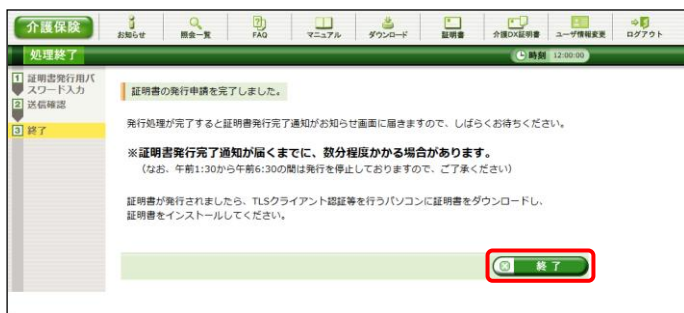 介護保険
お知らせ
照会一覧
FAQ
マニュアル
ダウンロード
証明書
介護DX証明書
ユーザ情報変更
ログアウト
処理終了
時刻 12:00:00
1 証明書発行用パ
スワード入力
2 送信確認
3 終了
証明書の発行申請を完了しました。
発行処理が完了すると証明書発行完了通知がお知らせ画面に届きますので、しばらくお待ちください。
※証明書発行完了通知が届くまでに、数分程度かかる場合があります。
（なお、午前1:30から午前6:30の間は発行を停止しておりますので、ご了承ください）
証明書が発行されましたら、TLSクライアント認証等を行うパソコンに証明書をダウンロードし、
証明書をインストールしてください。
終了